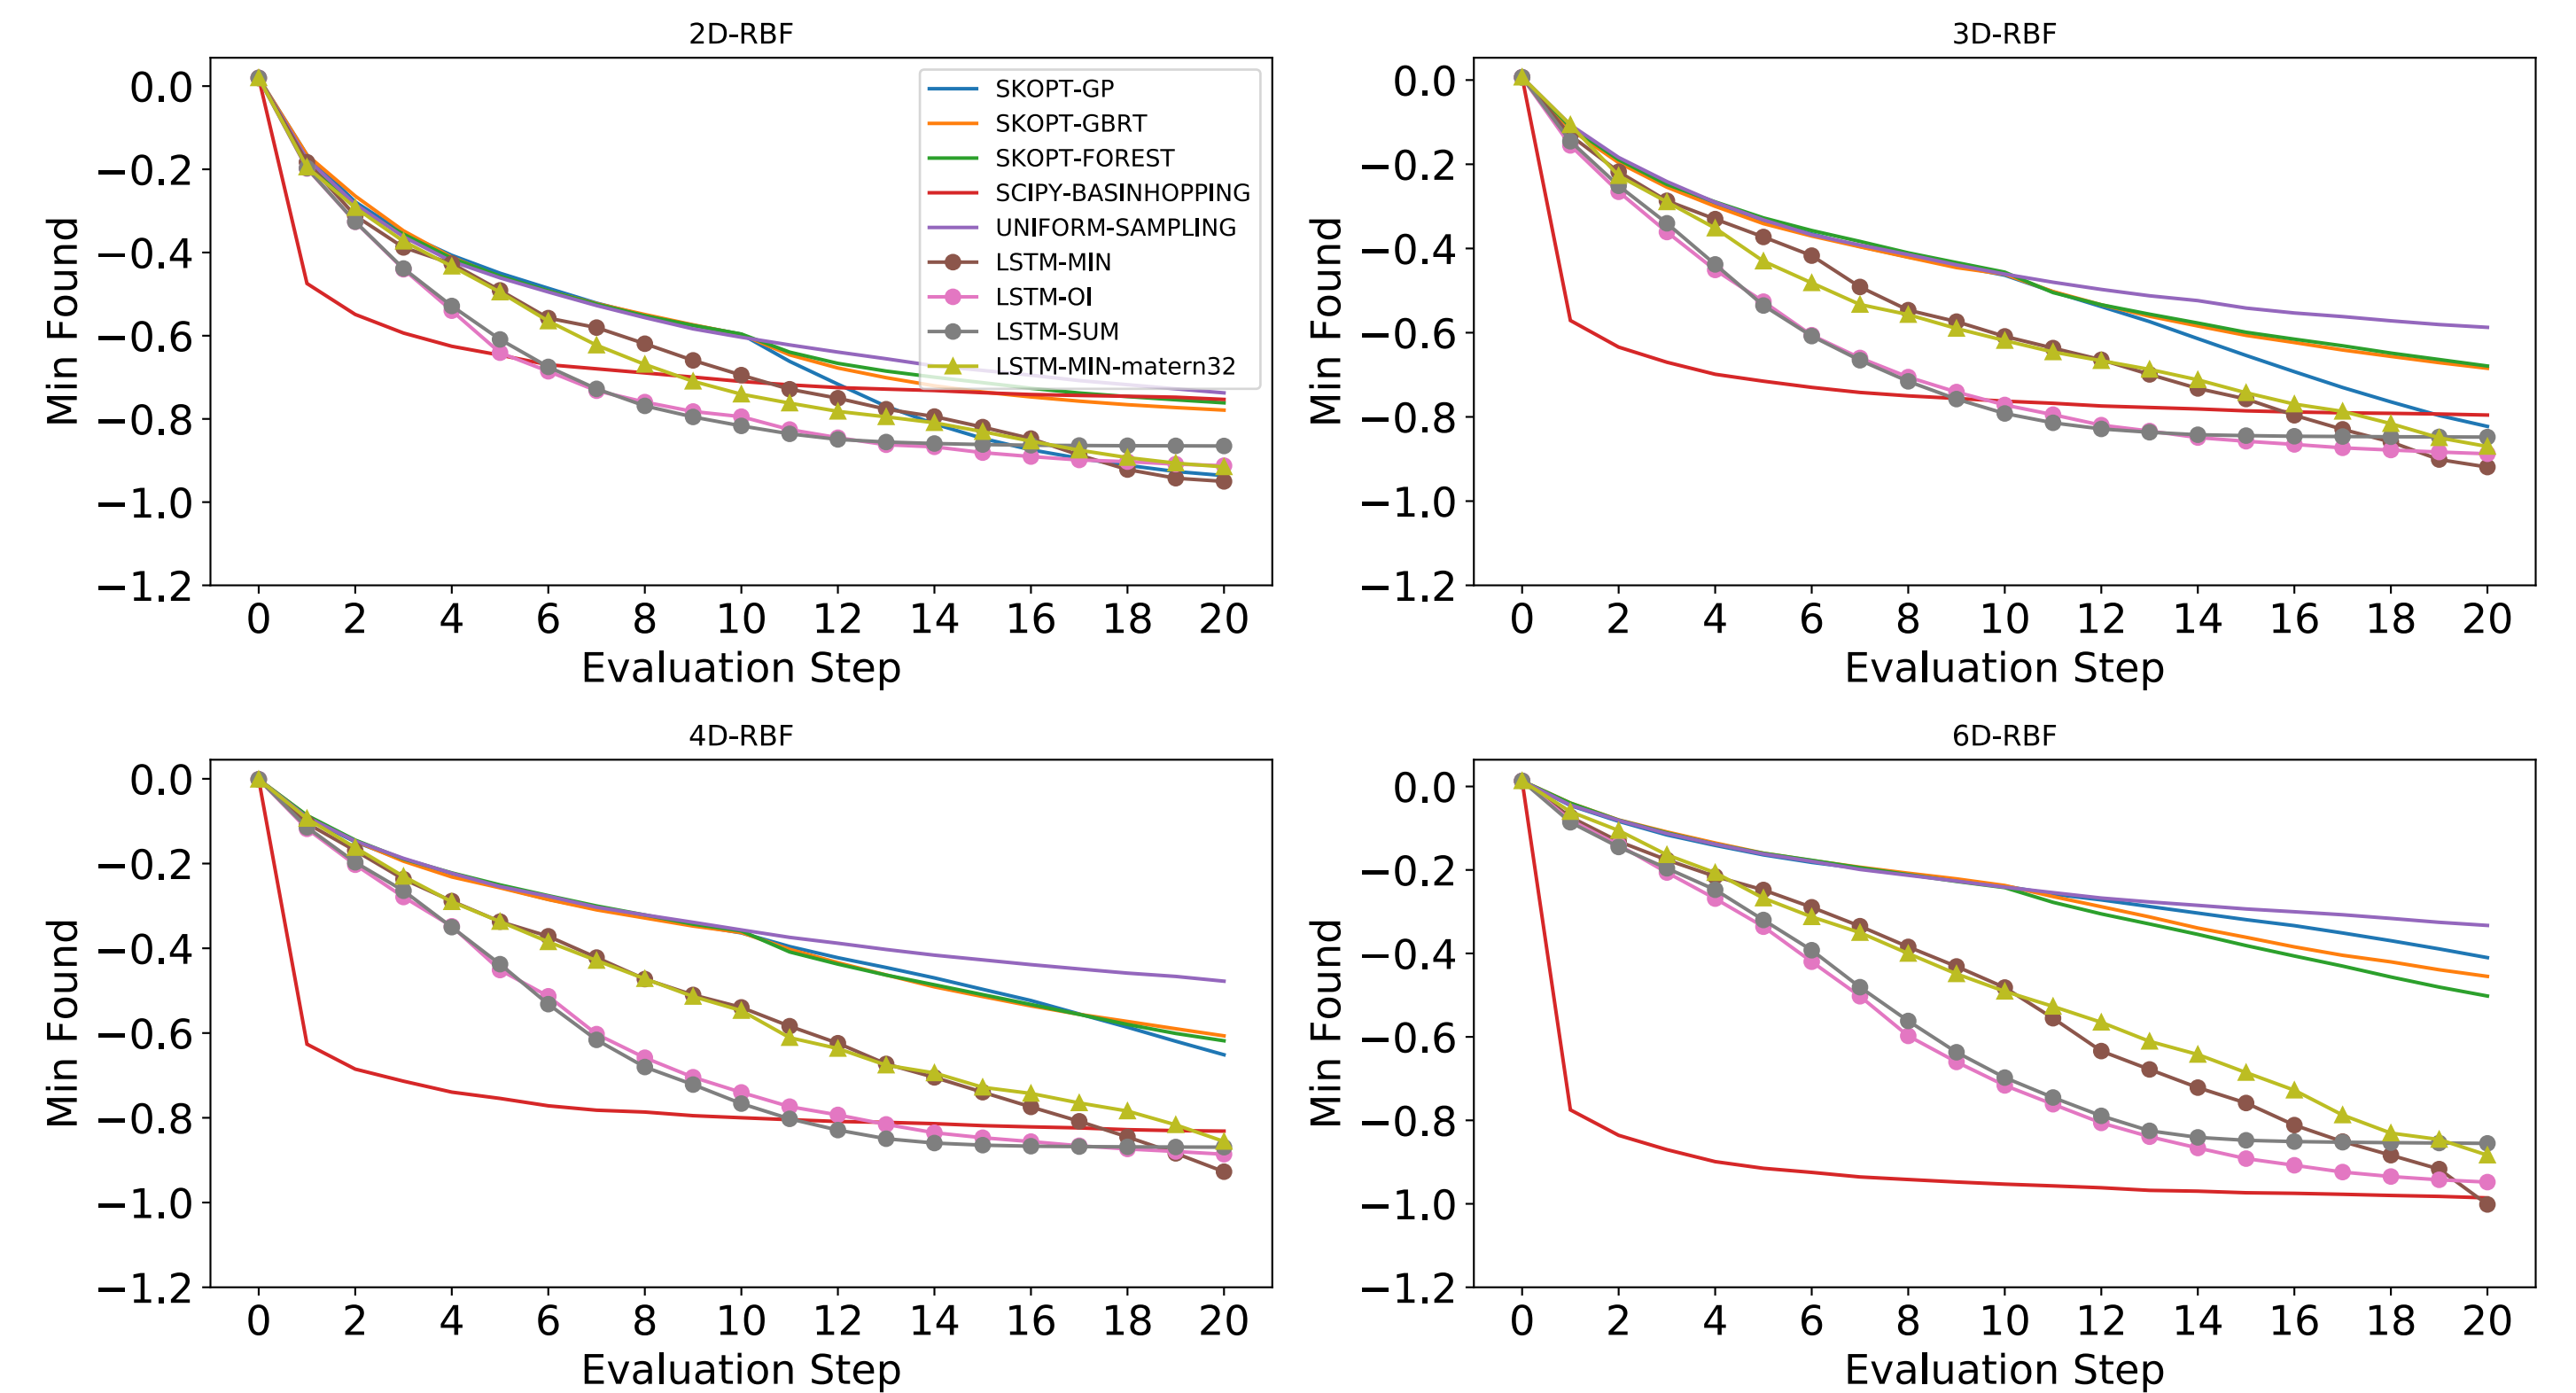 2D-RBF
0.0
−0.2
−0.4
−0.6
−0.8
−1.0
−1.2
Min Found
SKOPT-GP
SKOPT-GBRT
SKOPT-FOREST
SCIPY-BASINHOPPING
UNIFORM-SAMPLING
LSTM-MIN
LSTM-OI
LSTM-SUM
LSTM-MIN-matern32
0 2 4 6 8 10 12 14 16 18 20
Evaluation Step
3D-RBF
0.0
−0.2
−0.4
−0.6
−0.8
−1.0
−1.2
Min Found
0 2 4 6 8 10 12 14 16 18 20
Evaluation Step
4D-RBF
0.0
−0.2
−0.4
−0.6
−0.8
−1.0
−1.2
Min Found
0 2 4 6 8 10 12 14 16 18 20
Evaluation Step
6D-RBF
0.0
−0.2
−0.4
−0.6
−0.8
−1.0
−1.2
Min Found
0 2 4 6 8 10 12 14 16 18 20
Evaluation Step